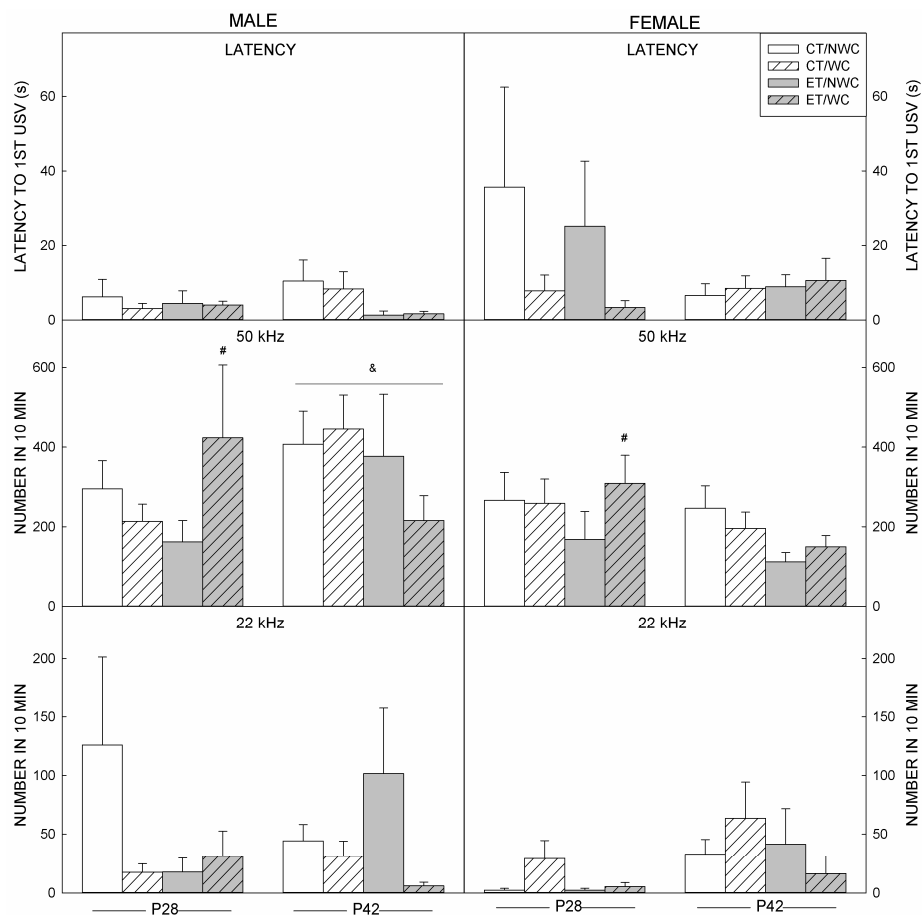 MALE
FEMALE
LATENCY
LATENCY
CT/NWC
CT/WC
ET/NWC
ET/WC
LATENCY TO 1ST USV (s)
60
40
20
0
60
40
20
0
LATENCY TO 1ST USV (s)
50 kHz
50 kHz
NUMBER IN 10 MIN
600
400
200
0
#
&
#
600
400
200
0
NUMBER IN 10 MIN
22 kHz
22 kHz
NUMBER IN 10 MIN
200
150
100
50
0
200
150
100
50
0
NUMBER IN 10 MIN
P28
P42
P28
P42